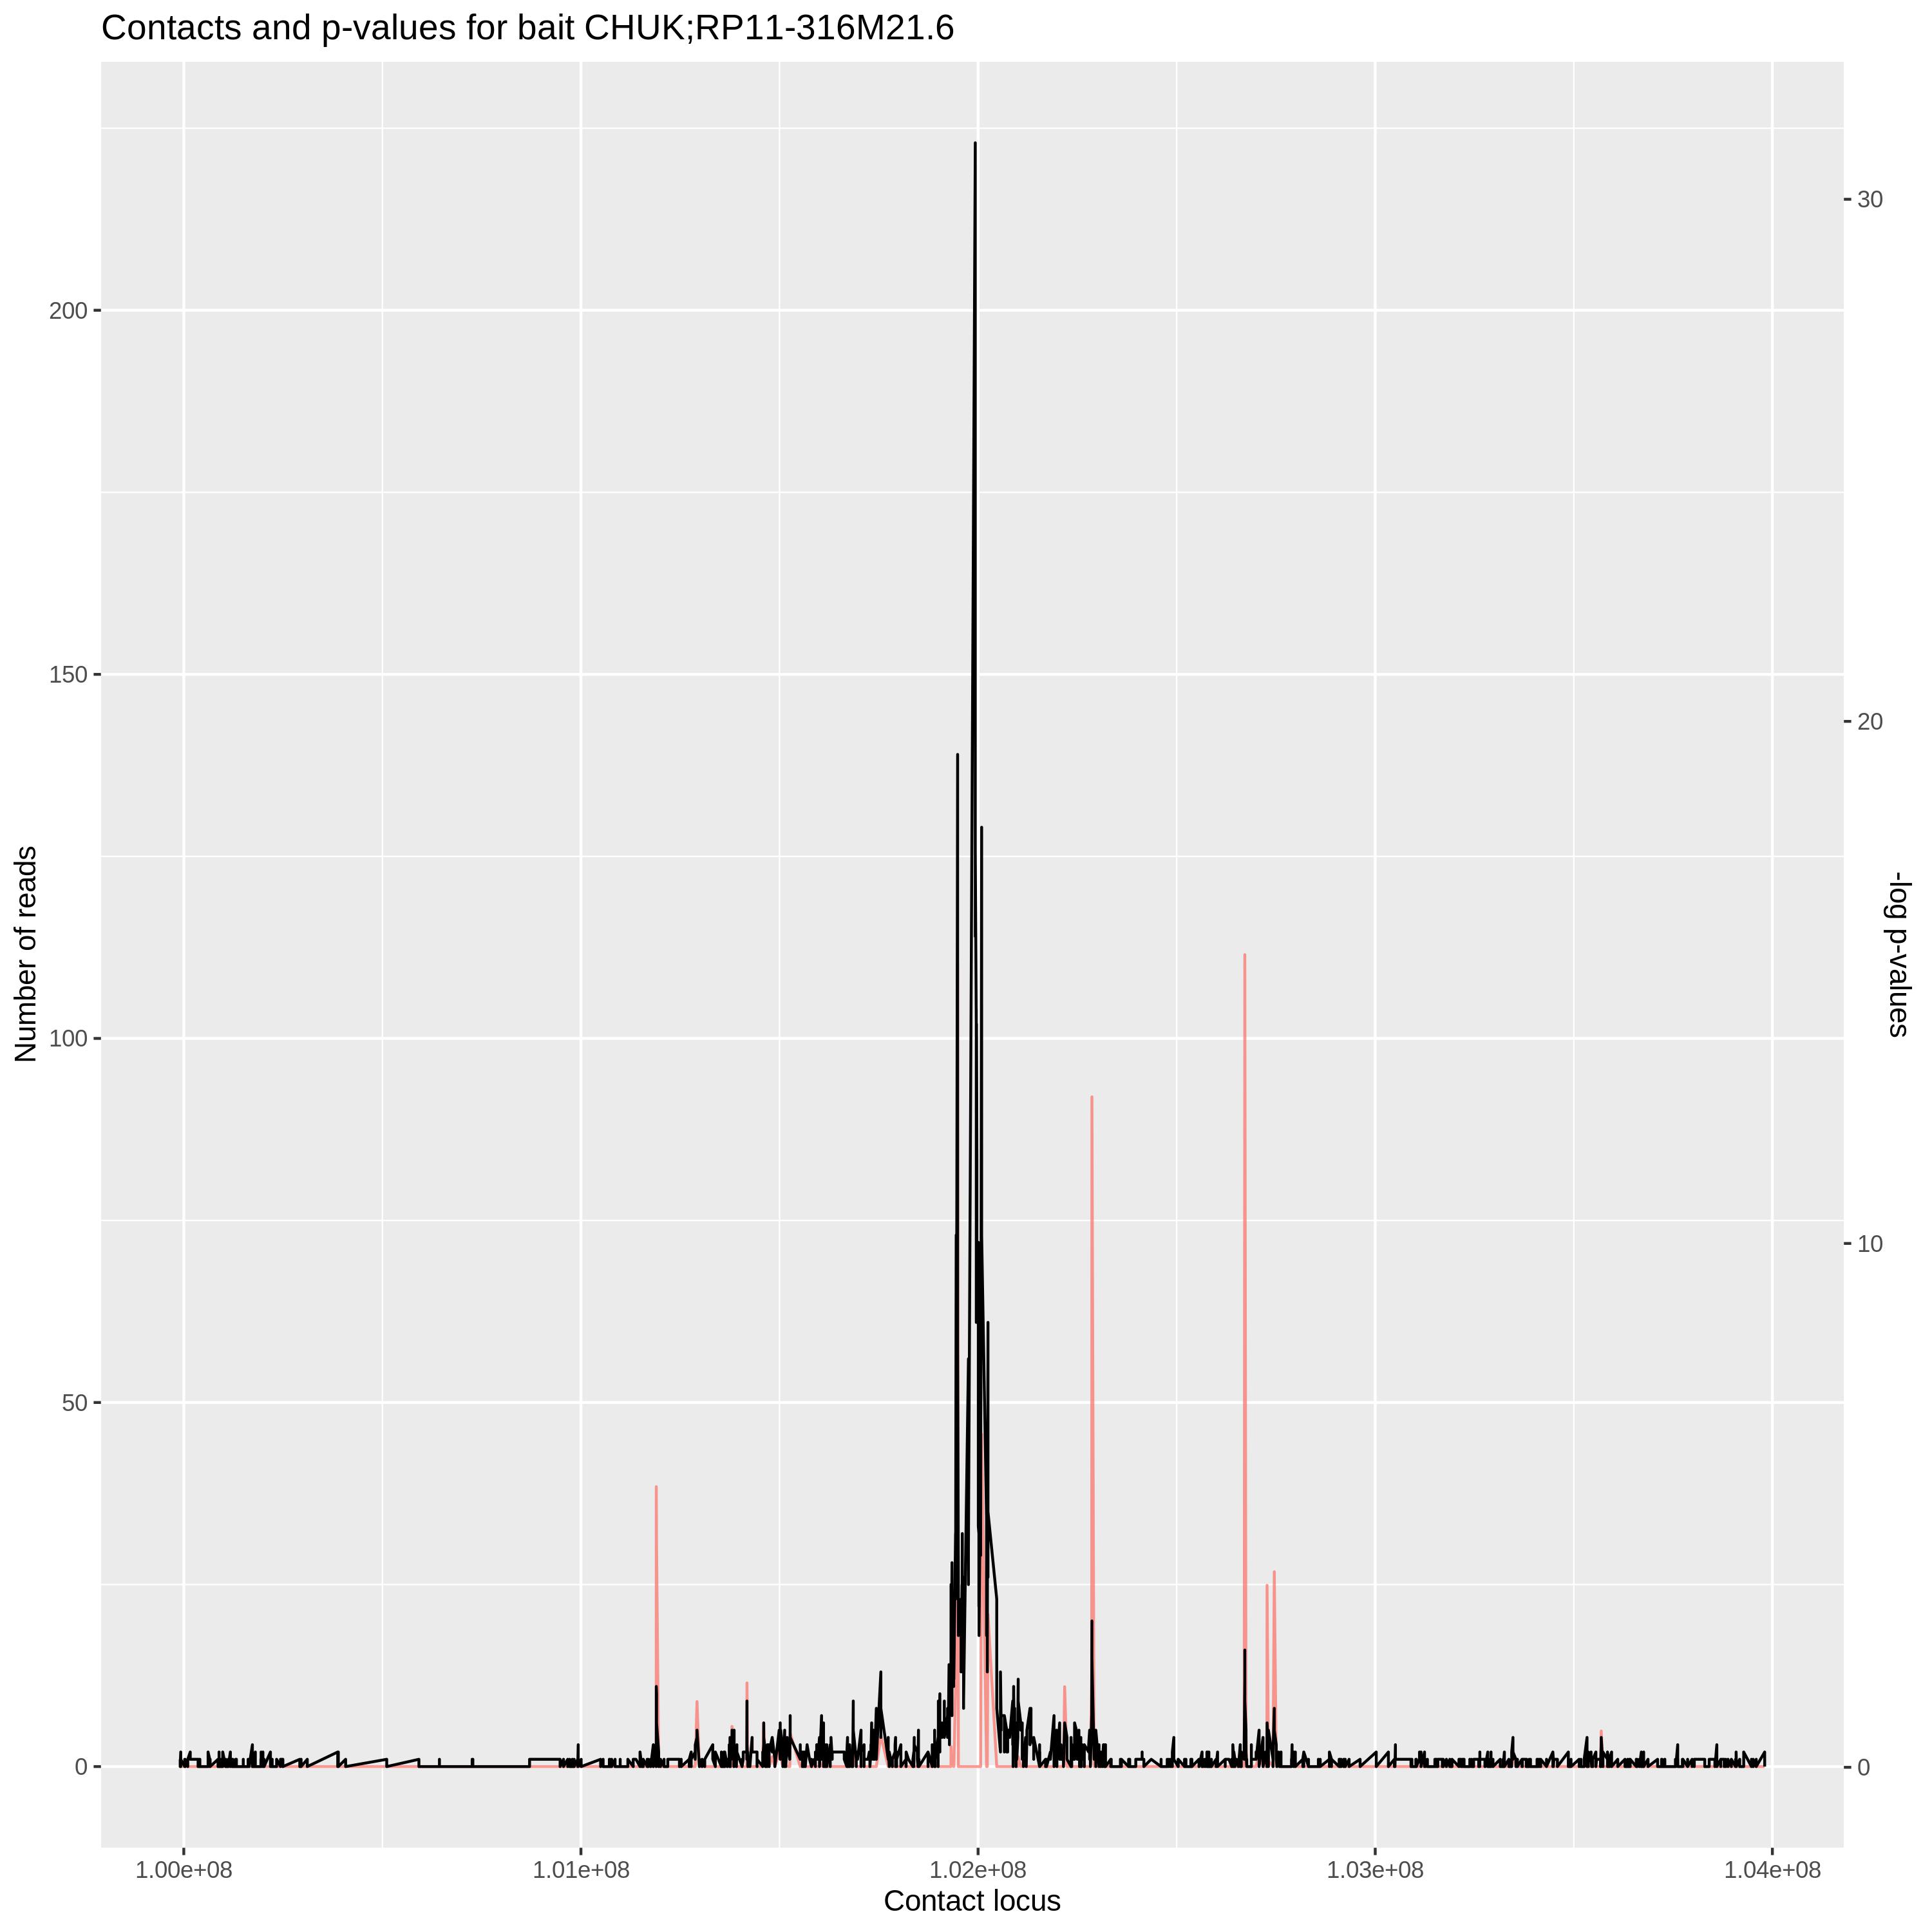 Contacts and p-values for bait CHUK;RP11-316M21.6
Number of reads
200
150
100
50
0
30
20
10
0
-log p-values
1.00e+08
1.01e+08
1.02e+08
1.03e+08
1.04e+08
Contact locus